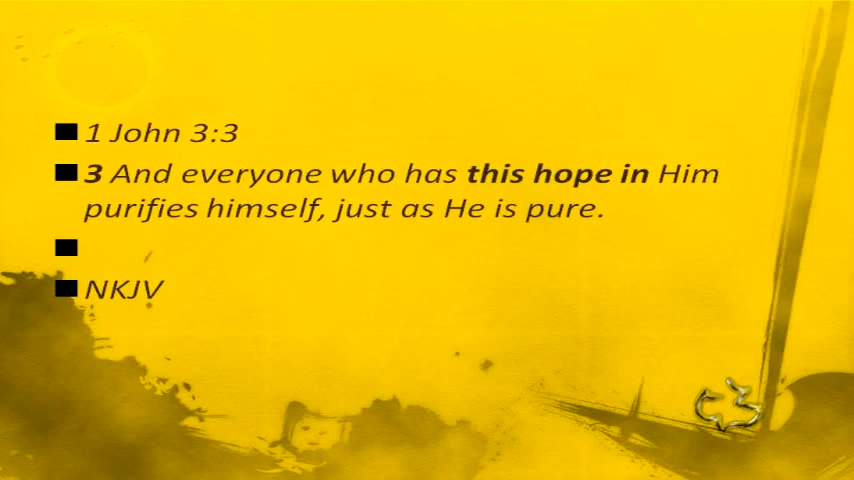 1 John 3:3
3 And everyone who has this hope in Him
purifies himself, just as He is pure.
NKJV